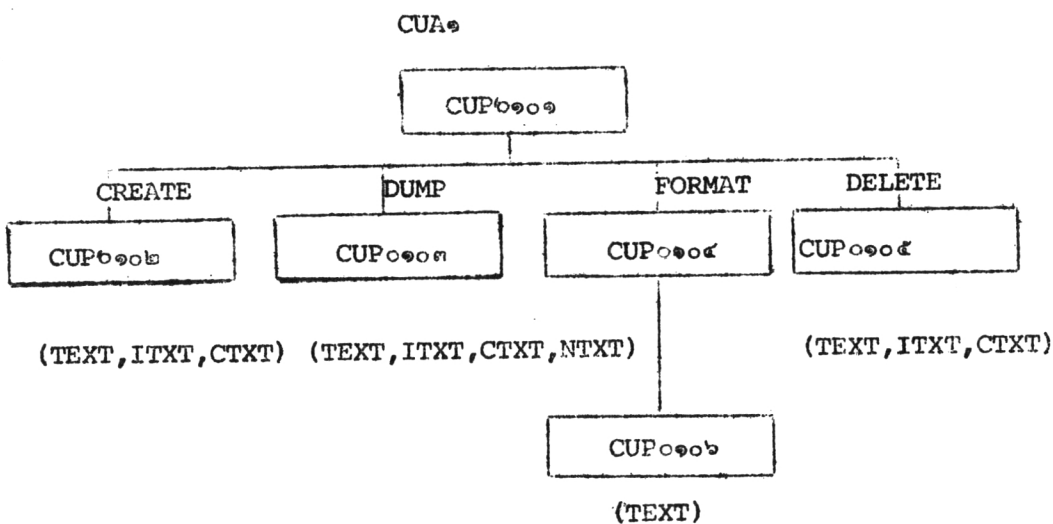 CUA๑
CUP๖๑๐๑
CREATE DUMP FORMAT DELETE
CUP๖๑๐๒ CUP๐๑๐๓ CUP๐๑๐๔ CUP๐๑๐๕
(TEXT,ITXT,CTXT) (TEXT,ITXT,CTXT,NTXT) (TEXT,ITXT,CTXT)
CUP๐๑๐๖
(TEXT)